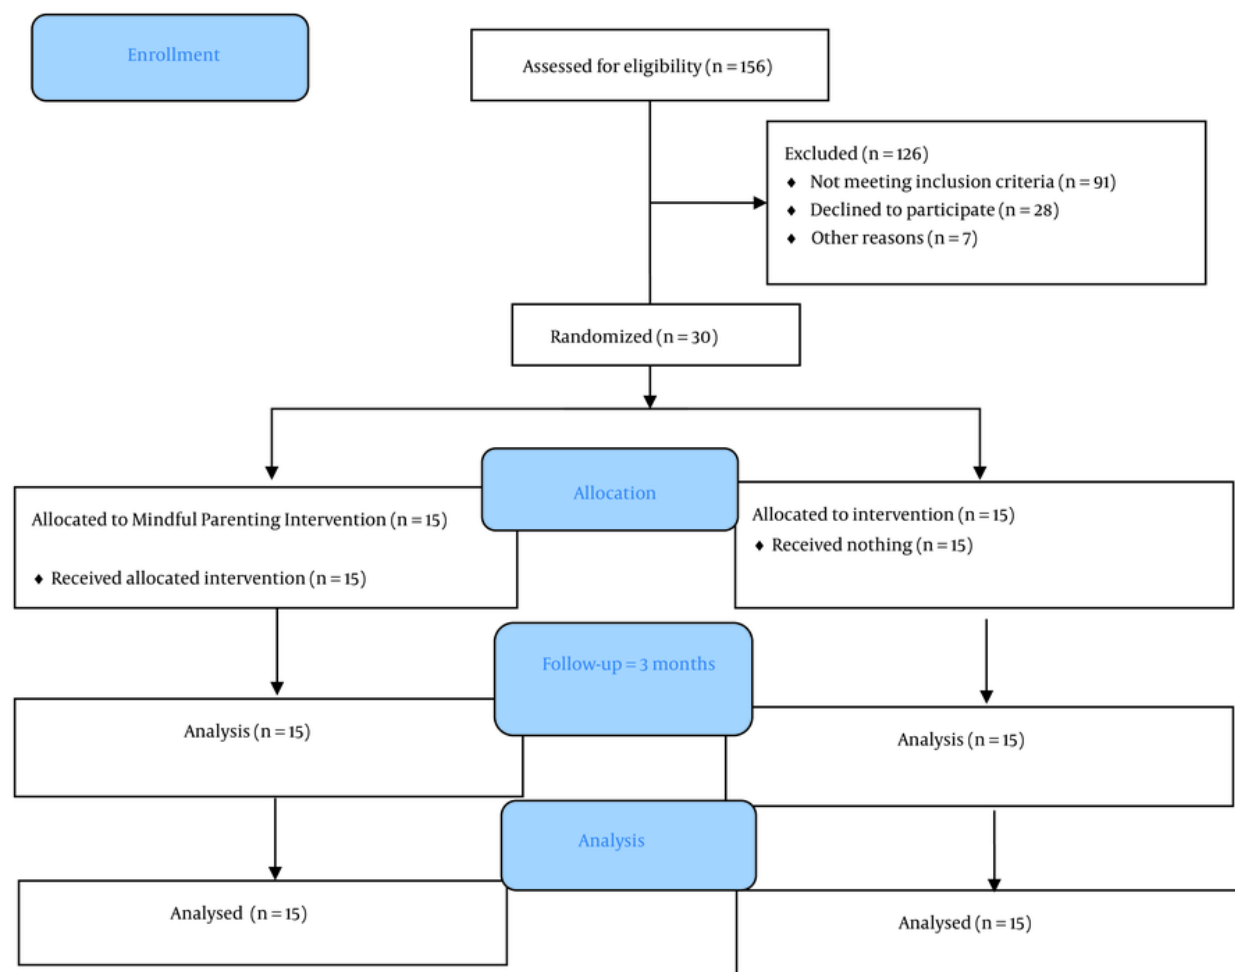 Enrollment
Assessed for eligibility (n = 156)
Excluded (n = 126)
♦ Not meeting inclusion criteria (n = 91)
♦ Declined to participate (n = 28)
♦ Other reasons (n = 7)
Randomized (n = 30)
Allocation
Allocated to Mindful Parenting Intervention (n = 15)
♦ Received allocated intervention (n = 15)
Allocated to intervention (n = 15)
♦ Received nothing (n = 15)
Follow-up = 3 months
Analysis (n = 15)
Analysis (n = 15)
Analysis
Analysed (n = 15)
Analysed (n = 15)